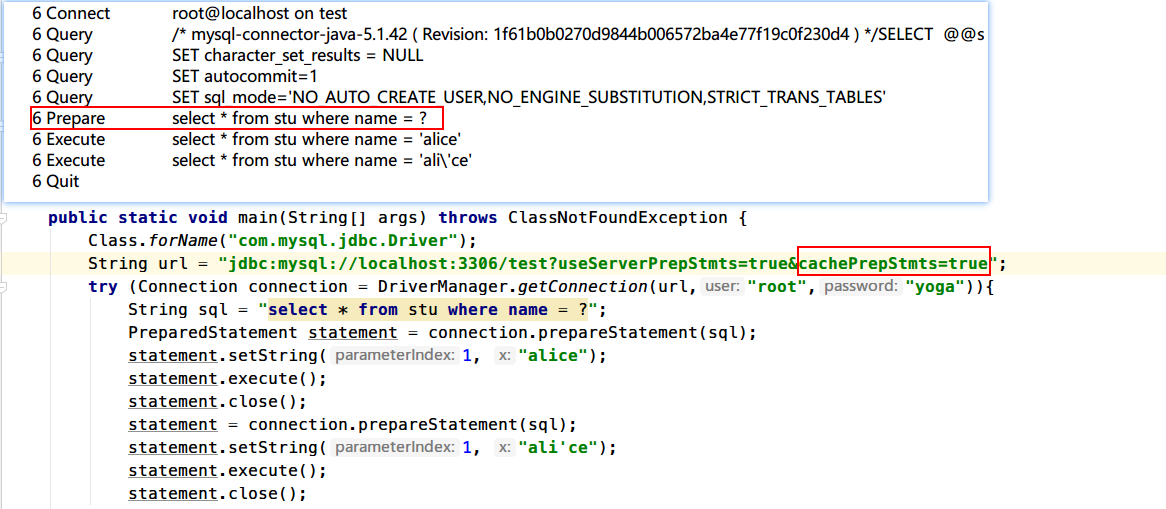 6 Connect root@localhost on test
6 Query /* mysql-connector-java-5.1.42 ( Revision: 1f61b0b0270d9844b006572ba4e77f19c0f230d4 ) */SELECT @@s
6 Query SET character_set_results = NULL
6 Query SET autocommit=1
6 Query SET sql_mode='NO_AUTO_CREATE_USER,NO_ENGINE_SUBSTITUTION,STRICT_TRANS_TABLES'
6 Prepare select * from stu where name = ?
6 Execute select * from stu where name = 'alice'
6 Execute select * from stu where name = 'ali\'ce'
6 Quit
public static void main(String[] args) throws ClassNotFoundException {
Class.forName("com.mysql.jdbc.Driver");
String url = "jdbc:mysql://localhost:3306/test?useServerPrepStmts=true&cachePrepStmts=true";
try (Connection connection = DriverManager.getConnection(url, user: "root", password: "yoga")){
String sql = "select * from stu where name = ?";
PreparedStatement statement = connection.prepareStatement(sql);
statement.setString( parameterIndex: 1, x: "alice");
statement.execute();
statement.close();
statement = connection.prepareStatement(sql);
statement.setString( parameterIndex: 1, x: "ali'ce");
statement.execute();
statement.close();